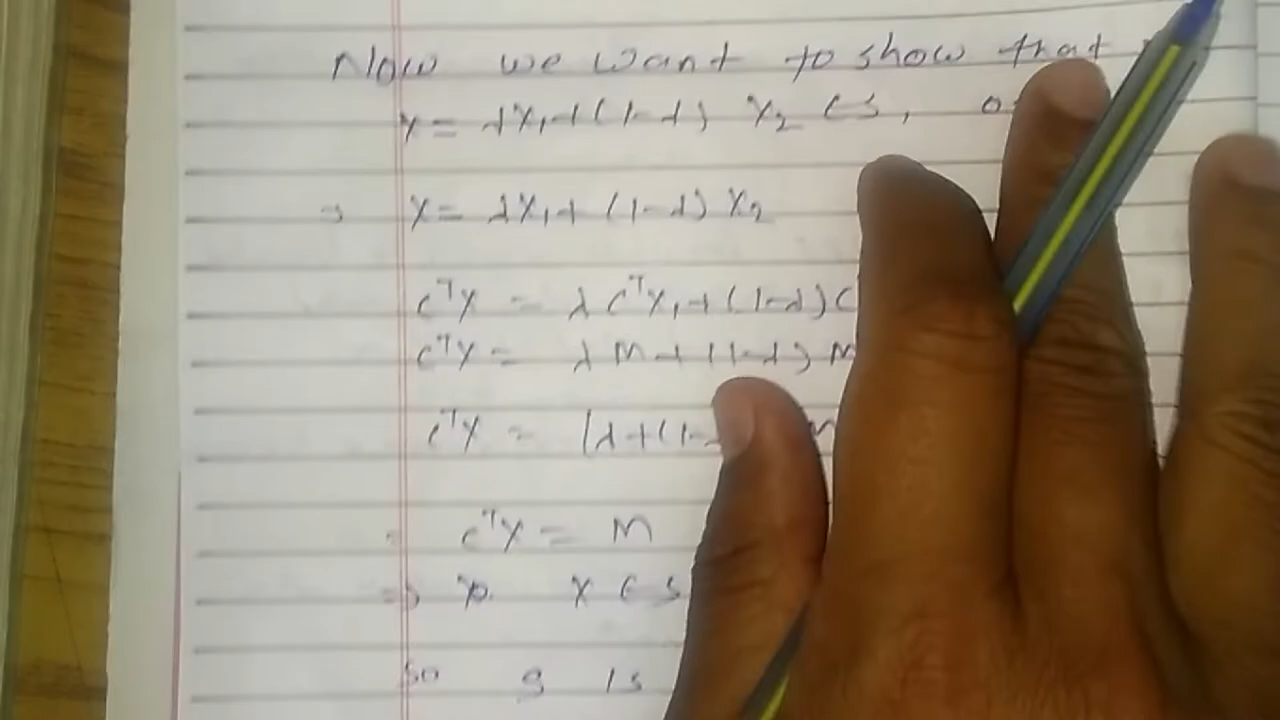 Now we want to show that
x = λx₁+(1-λ) x₂ ∈ S,
⇒ x = λx₁+(1-λ) x₂
cᵀx = λ cᵀx₁+(1-λ)c
cᵀx = λ M + (1-λ) M
cᵀx = (λ+(1-
cᵀx = M
⇒ x ∈ S
So S is